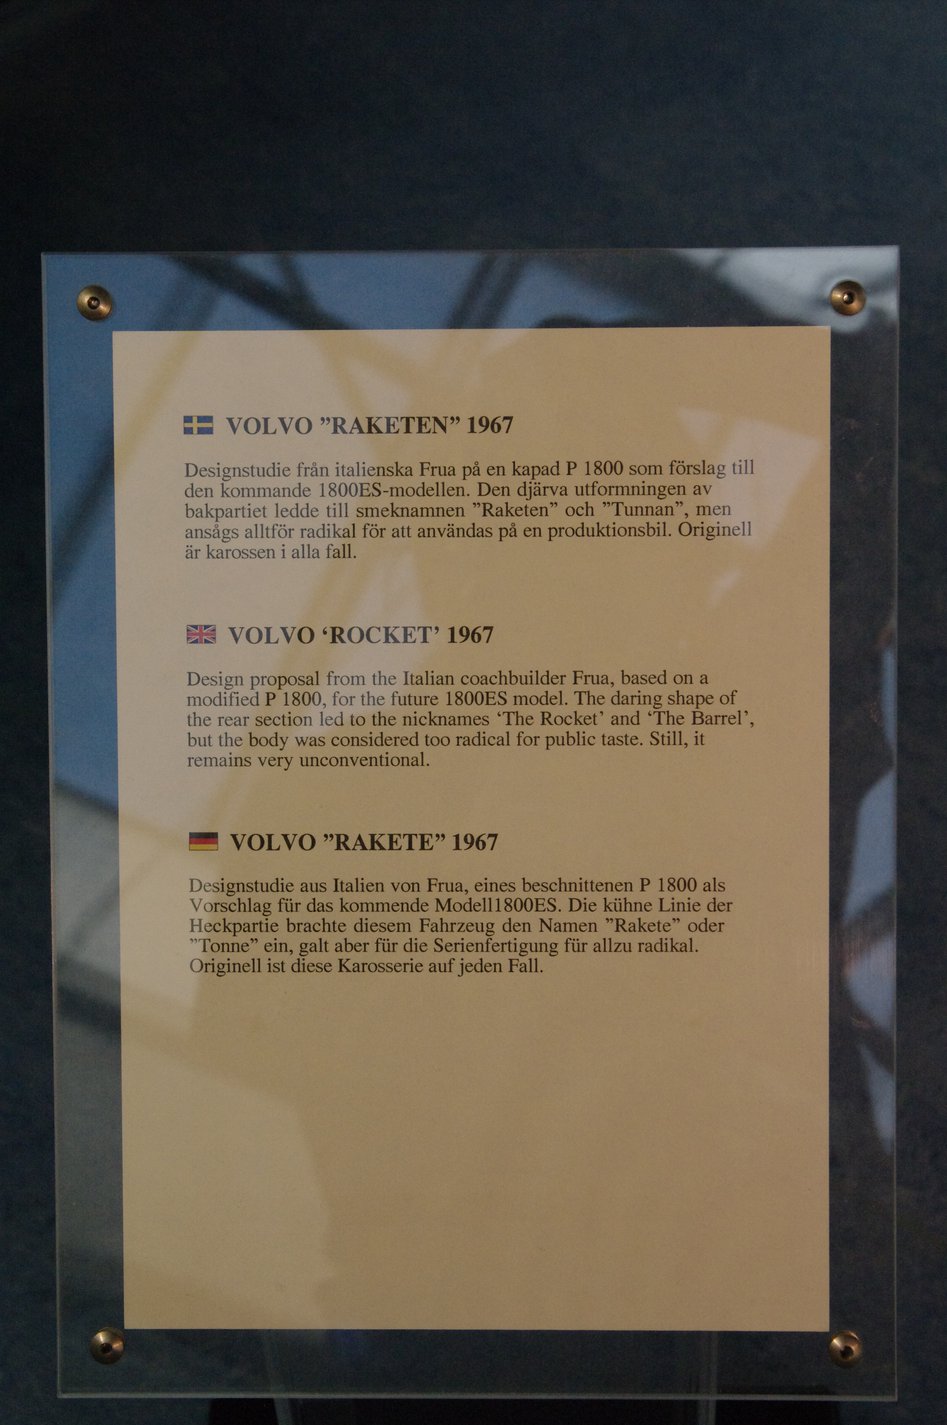 VOLVO ”RAKETEN” 1967
Designstudie från italienska Frua på en kapad P 1800 som förslag till
den kommande 1800ES-modellen. Den djärva utformningen av
bakpartiet ledde till smeknamnen ”Raketen” och ”Tunnan”, men
ansågs alltför radikal för att användas på en produktionsbil. Originell
är karossen i alla fall.
VOLVO ‘ROCKET’ 1967
Design proposal from the Italian coachbuilder Frua, based on a
modified P 1800, for the future 1800ES model. The daring shape of
the rear section led to the nicknames ‘The Rocket’ and ‘The Barrel’,
but the body was considered too radical for public taste. Still, it
remains very unconventional.
VOLVO ”RAKETE” 1967
Designstudie aus Italien von Frua, eines beschnittenen P 1800 als
Vorschlag für das kommende Modell1800ES. Die kühne Linie der
Heckpartie brachte diesem Fahrzeug den Namen ”Rakete” oder
”Tonne” ein, galt aber für die Serienfertigung für allzu radikal.
Originell ist diese Karosserie auf jeden Fall.